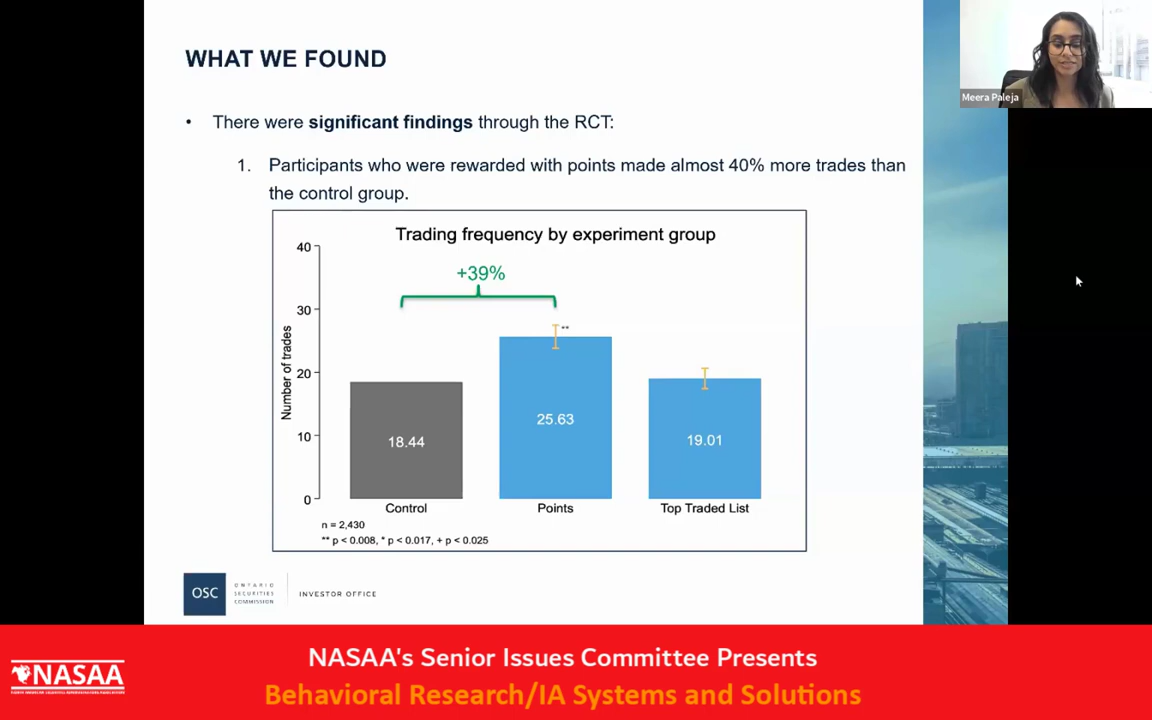 WHAT WE FOUND
Meera Paleja
• There were significant findings through the RCT:
1. Participants who were rewarded with points made almost 40% more trades than
the control group.
Trading frequency by experiment group
+39%
Number of trades
40
30
20
10
0
**
18.44
25.63
19.01
Control
Points
Top Traded List
n = 2,430
** p < 0.008, * p < 0.017, + p < 0.025
OSC
ONTARIO
SECURITIES
COMMISSION
INVESTOR OFFICE
NASAA
NASAA's Senior Issues Committee Presents
Behavioral Research/IA Systems and Solutions